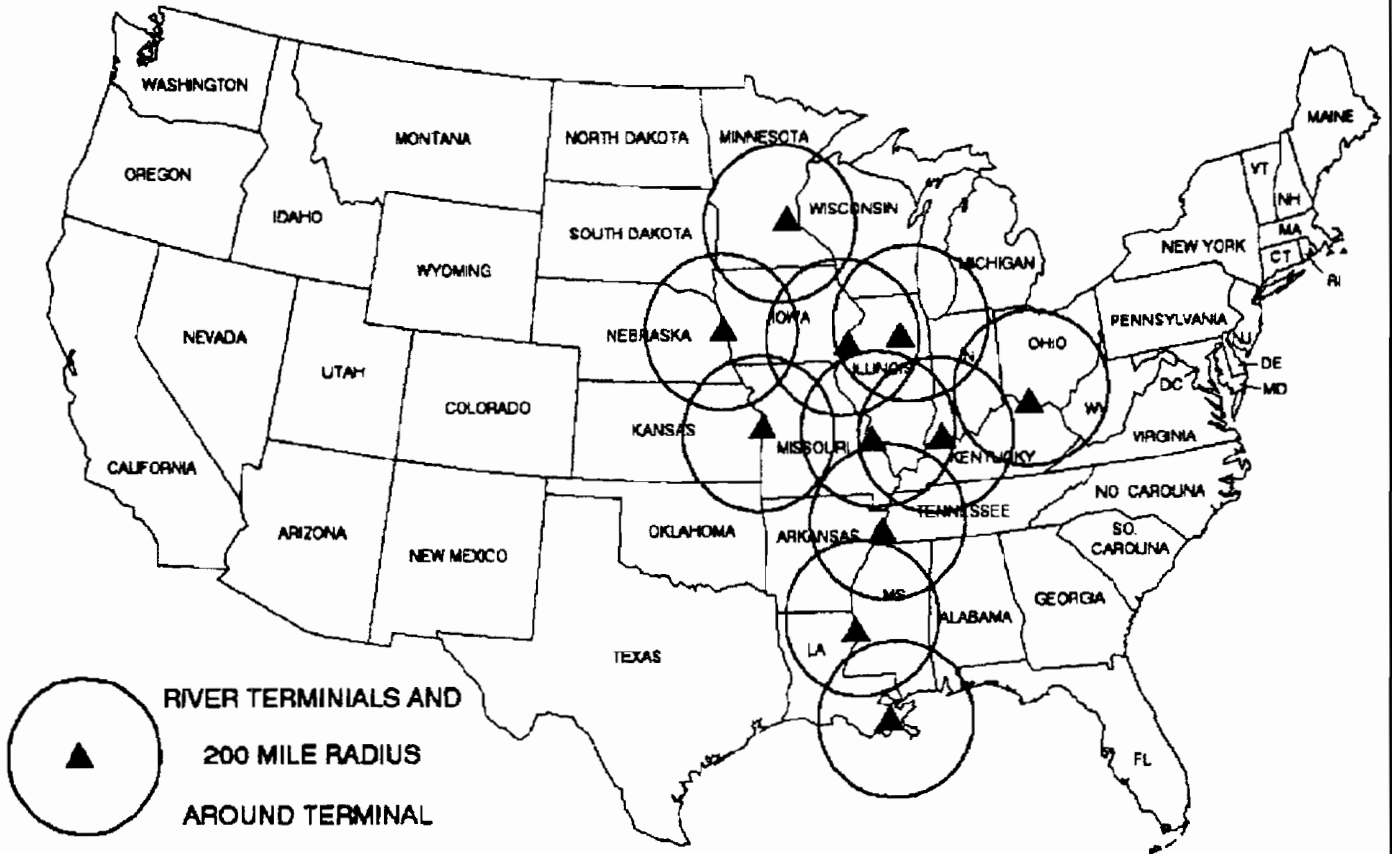 WASHINGTON
MONTANA
NORTH DAKOTA
MINNESOTA
MAINE
OREGON
IDAHO
WISCONSIN
VT
NH
SOUTH DAKOTA
MA
NEW YORK
CT
RI
WYOMING
MICHIGAN
NEVADA
NEBRASKA
IOWA
PENNSYLVANIA
OHIO
UTAH
ILLINOIS
IN
DE
MD
DC
COLORADO
KANSAS
MISSOURI
WV
VIRGINIA
KENTUCKY
CALIFORNIA
NO CAROLINA
TENNESSEE
ARIZONA
NEW MEXICO
OKLAHOMA
ARKANSAS
SO.
CAROLINA
MS
ALABAMA
GEORGIA
TEXAS
LA
FL
RIVER TERMINIALS AND
200 MILE RADIUS
AROUND TERMINAL